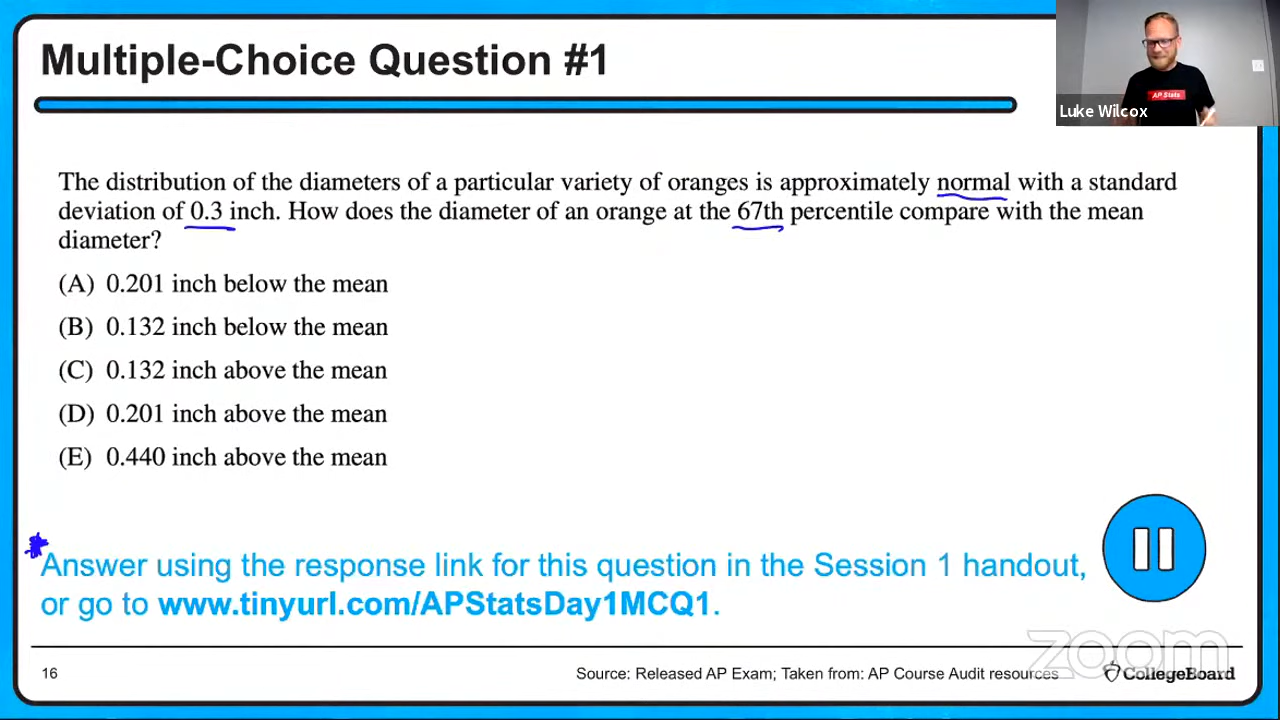 Multiple-Choice Question #1
AP Stats
Luke Wilcox
The distribution of the diameters of a particular variety of oranges is approximately normal with a standard
deviation of 0.3 inch. How does the diameter of an orange at the 67th percentile compare with the mean
diameter?
(A) 0.201 inch below the mean
(B) 0.132 inch below the mean
(C) 0.132 inch above the mean
(D) 0.201 inch above the mean
(E) 0.440 inch above the mean
Answer using the response link for this question in the Session 1 handout,
or go to www.tinyurl.com/APStatsDay1MCQ1.
zoom
16
Source: Released AP Exam; Taken from: AP Course Audit resources
CollegeBoard